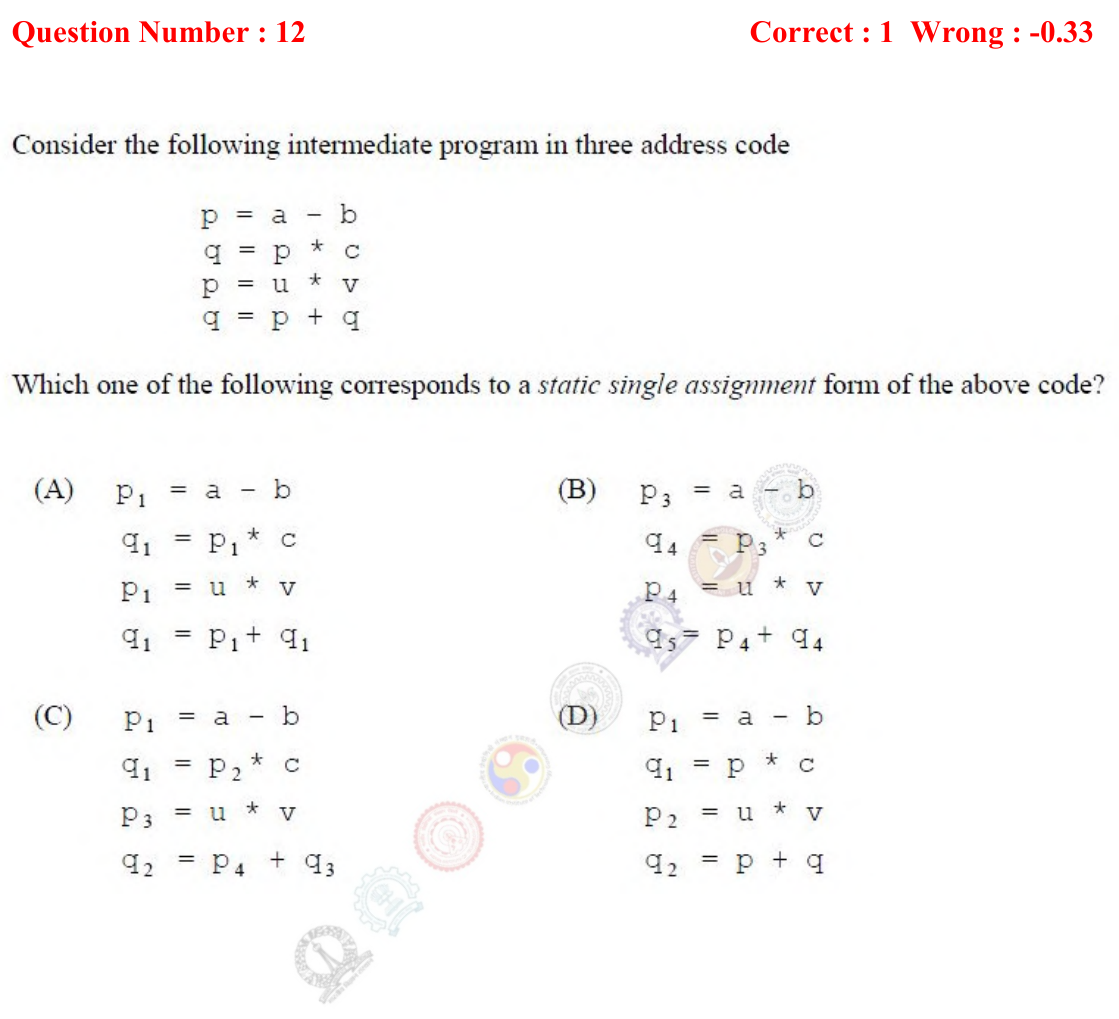 Question Number : 12 Correct : 1 Wrong : -0.33
Consider the following intermediate program in three address code
p = a - b
q = p * c
p = u * v
q = p + q
Which one of the following corresponds to a static single assignment form of the above code?
(A) p₁ = a - b
q₁ = p₁ * c
p₁ = u * v
q₁ = p₁ + q₁
(B) p₃ = a - b
q₄ = p₃ * c
p₄ = u * v
q₅ = p₄ + q₄
(C) p₁ = a - b
q₁ = p₂ * c
p₃ = u * v
q₂ = p₄ + q₃
(D) p₁ = a - b
q₁ = p * c
p₂ = u * v
q₂ = p + q